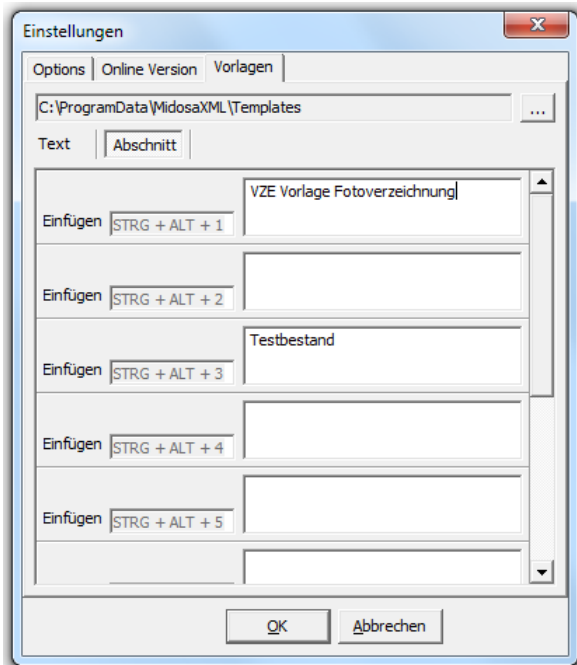 Einstellungen
Options Online Version Vorlagen
C:\ProgramData\MidosaXML\Templates ...
Text Abschnitt
VZE Vorlage Fotoverzeichnung
Einfügen STRG + ALT + 1
Einfügen STRG + ALT + 2
Testbestand
Einfügen STRG + ALT + 3
Einfügen STRG + ALT + 4
Einfügen STRG + ALT + 5
OK Abbrechen